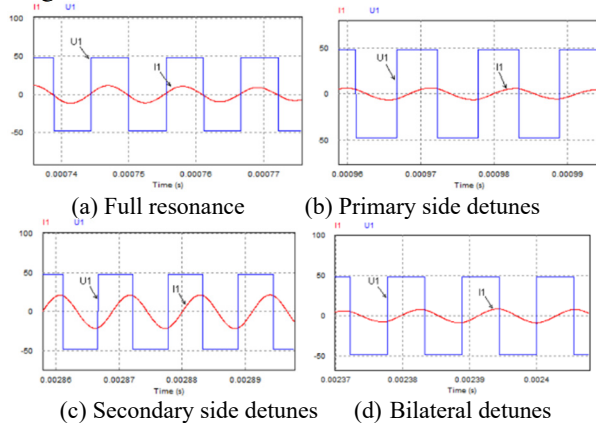 I1 U1
100
50
0
-50
U1
I1
0.00074 0.00075 0.00076 0.00077
Time (s)
(a) Full resonance
I1 U1
50
0
-50
U1
I1
0.00096 0.00097 0.00098 0.00099
Time (s)
(b) Primary side detunes
I1 U1
100
50
0
-50
U1
I1
0.00286 0.00287 0.00288 0.00289
Time (s)
(c) Secondary side detunes
I1 U1
100
50
0
-50
U1
I1
0.00237 0.00238 0.00239 0.0024
Time (s)
(d) Bilateral detunes